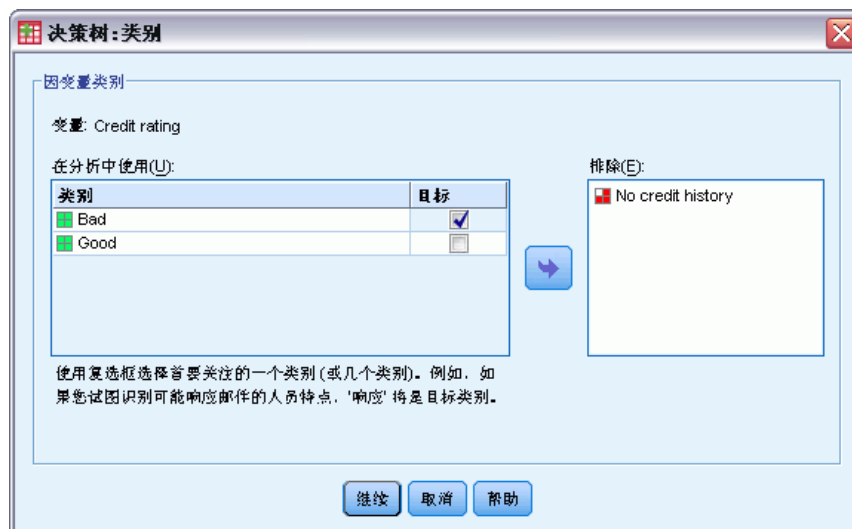 决策树:类别
因变量类别
变量: Credit rating
在分析中使用(U):
排除(E):
类别 目标
Bad
Good
No credit history
使用复选框选择首要关注的一个类别(或几个类别)。例如，如
果您试图识别可能响应邮件的人员特点，'响应' 将是目标类别。
继续 取消 帮助